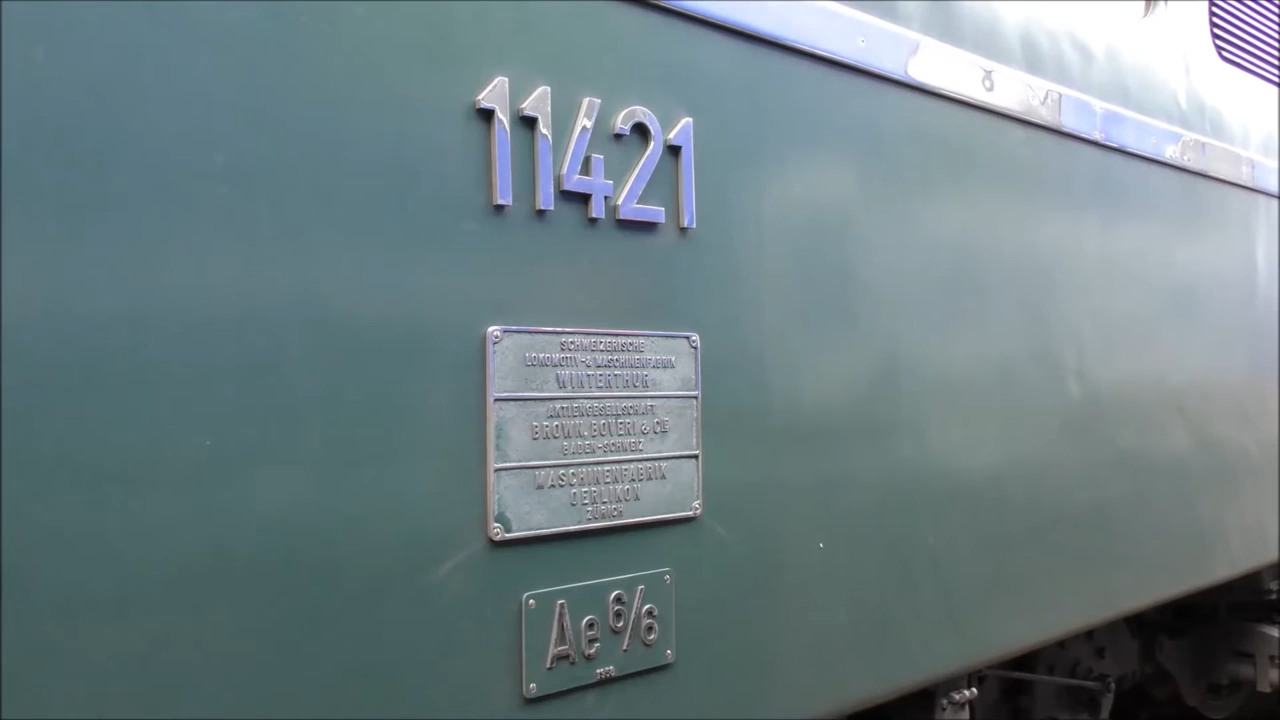 11421
SCHWEIZERISCHE
LOKOMOTIV-& MASCHINENFABRIK
WINTERTHUR
AKTIENGESELLSCHAFT
BROWN, BOVERI & CIE
BADEN-SCHWEIZ
MASCHINENFABRIK
OERLIKON
ZÜRICH
Ae 6/6